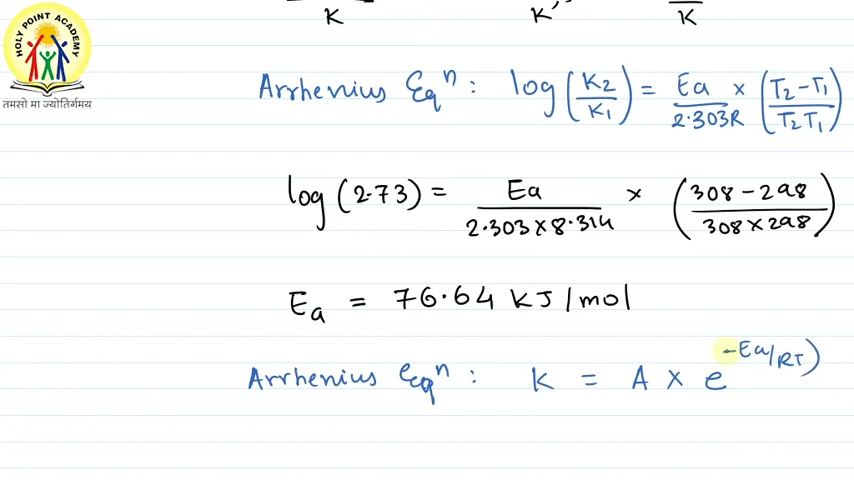 HOLY POINT ACADEMY
तमसो मा ज्योतिर्गमय
K K' K
Arrhenius Eqⁿ : log (K₂/K₁) = Ea/2.303R × (T₂ - T₁/T₂T₁)
log (2.73) = Ea/2.303 × 8.314 × (308 - 298/308 × 298)
Eₐ = 76.64 KJ/mol
Arrhenius eqⁿ : K = A × e^-Ea/RT)